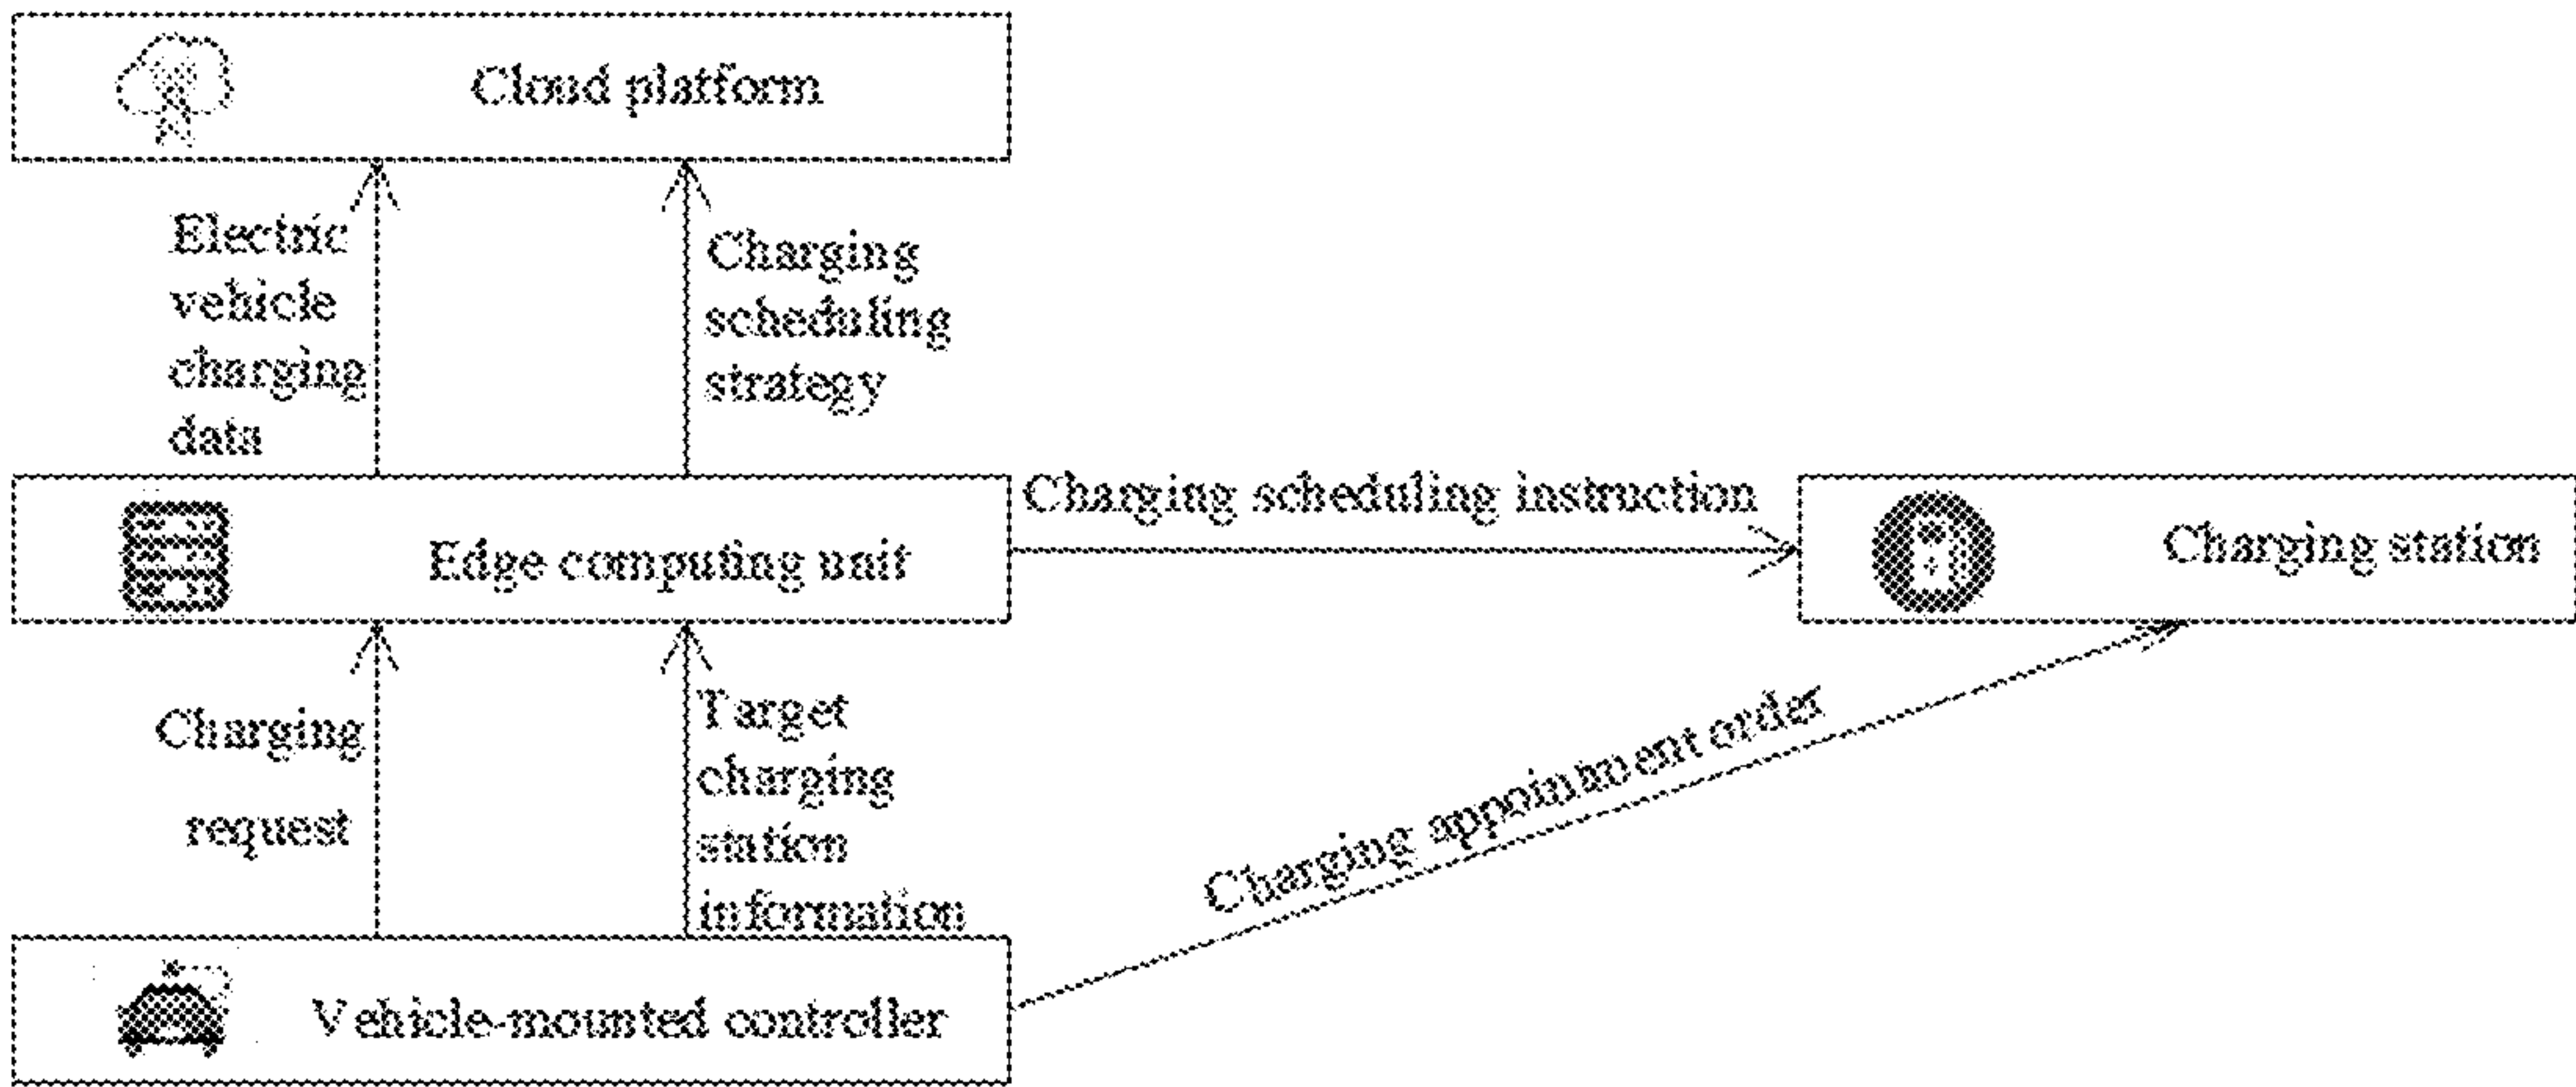 Cloud platform
Electric
vehicle
charging
data
Charging
scheduling
strategy
Charging scheduling instruction
Edge computing unit
Charging station
Charging
request
Target
charging
station
information
Charging appointment order
Vehicle-mounted controller